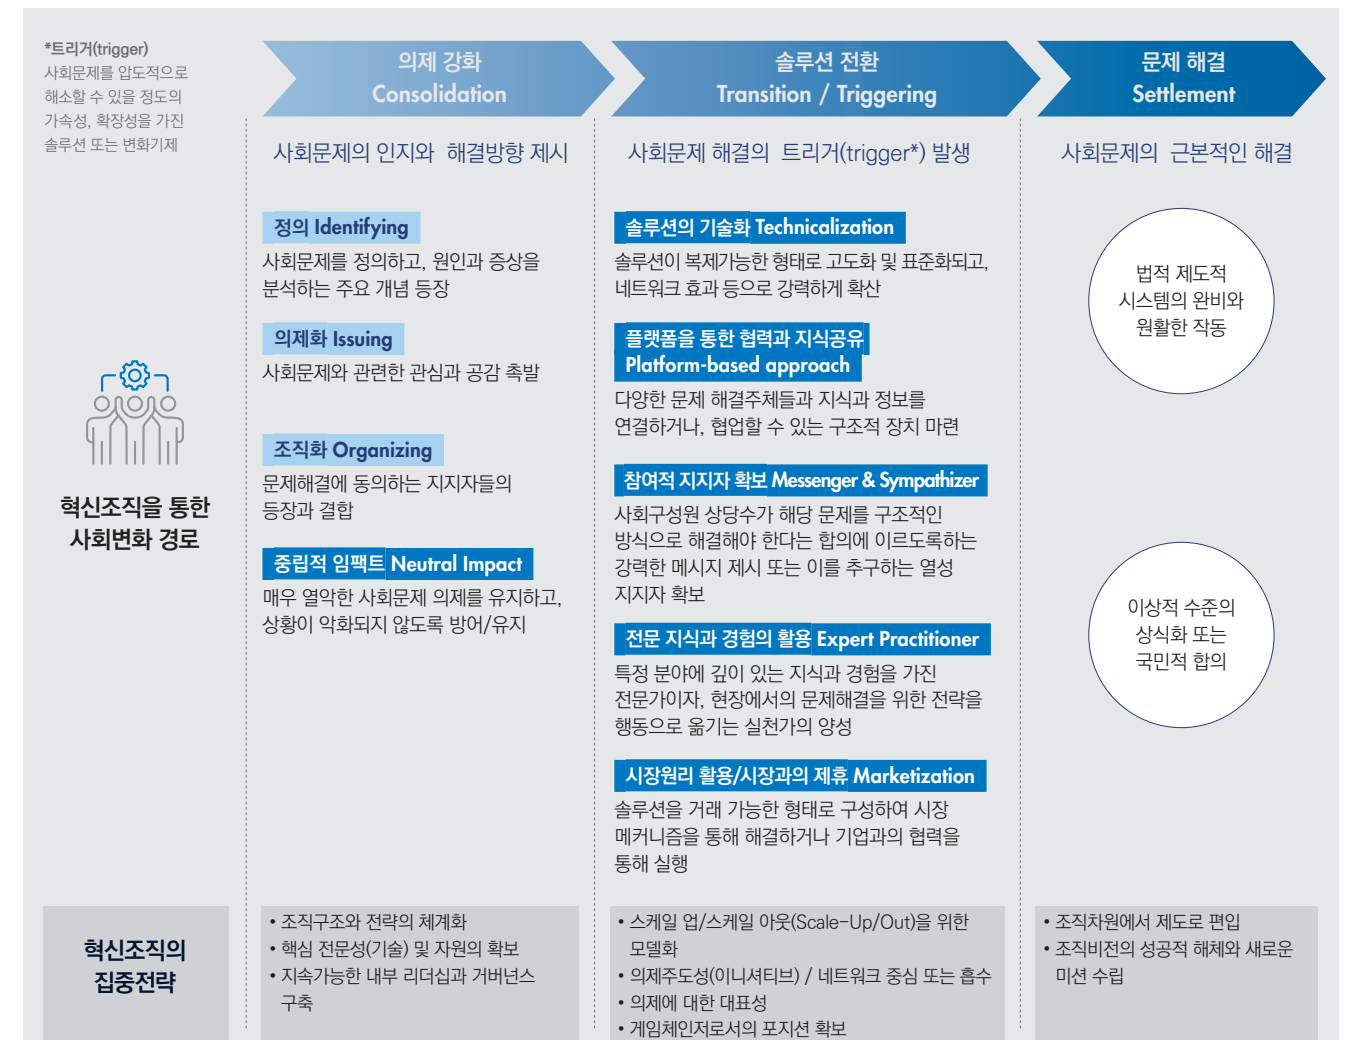 *트리거(trigger)
사회문제를 압도적으로
해소할 수 있을 정도의
가속성, 확장성을 가진
솔루션 또는 변화기제
의제 강화
Consolidation
솔루션 전환
Transition / Triggering
문제 해결
Settlement
사회문제의 인지와 해결방향 제시
사회문제 해결의 트리거(trigger*) 발생
사회문제의 근본적인 해결
혁신조직을 통한
사회변화 경로
정의 Identifying
사회문제를 정의하고, 원인과 증상을
분석하는 주요 개념 등장
의제화 Issuing
사회문제와 관련한 관심과 공감 촉발
조직화 Organizing
문제해결에 동의하는 지지자들의
등장과 결합
중립적 임팩트 Neutral Impact
매우 열악한 사회문제 의제를 유지하고,
상황이 악화되지 않도록 방어/유지
솔루션의 기술화 Technicalization
솔루션이 복제가능한 형태로 고도화 및 표준화되고,
네트워크 효과 등으로 강력하게 확산
플랫폼을 통한 협력과 지식공유
Platform-based approach
다양한 문제 해결주체들과 지식과 정보를
연결하거나, 협업할 수 있는 구조적 장치 마련
참여적 지지자 확보 Messenger & Sympathizer
사회구성원 상당수가 해당 문제를 구조적인
방식으로 해결해야 한다는 합의에 이르도록하는
강력한 메시지 제시 또는 이를 추구하는 열성
지지자 확보
전문 지식과 경험의 활용 Expert Practitioner
특정 분야에 깊이 있는 지식과 경험을 가진
전문가이자, 현장에서의 문제해결을 위한 전략을
행동으로 옮기는 실천가의 양성
시장원리 활용/시장과의 제휴 Marketization
솔루션을 거래 가능한 형태로 구성하여 시장
메커니즘을 통해 해결하거나 기업과의 협력을
통해 실행
법적 제도적
시스템의 완비와
원활한 작동
이상적 수준의
상식화 또는
국민적 합의
혁신조직의
집중전략
• 조직구조와 전략의 체계화
• 핵심 전문성(기술) 및 자원의 확보
• 지속가능한 내부 리더십과 거버넌스
구축
• 스케일 업/스케일 아웃(Scale-Up/Out)을 위한
모델화
• 의제주도성(이니셔티브) / 네트워크 중심 또는 흡수
• 의제에 대한 대표성
• 게임체인저로서의 포지션 확보
• 조직차원에서 제도로 편입
• 조직비전의 성공적 해체와 새로운
미션 수립